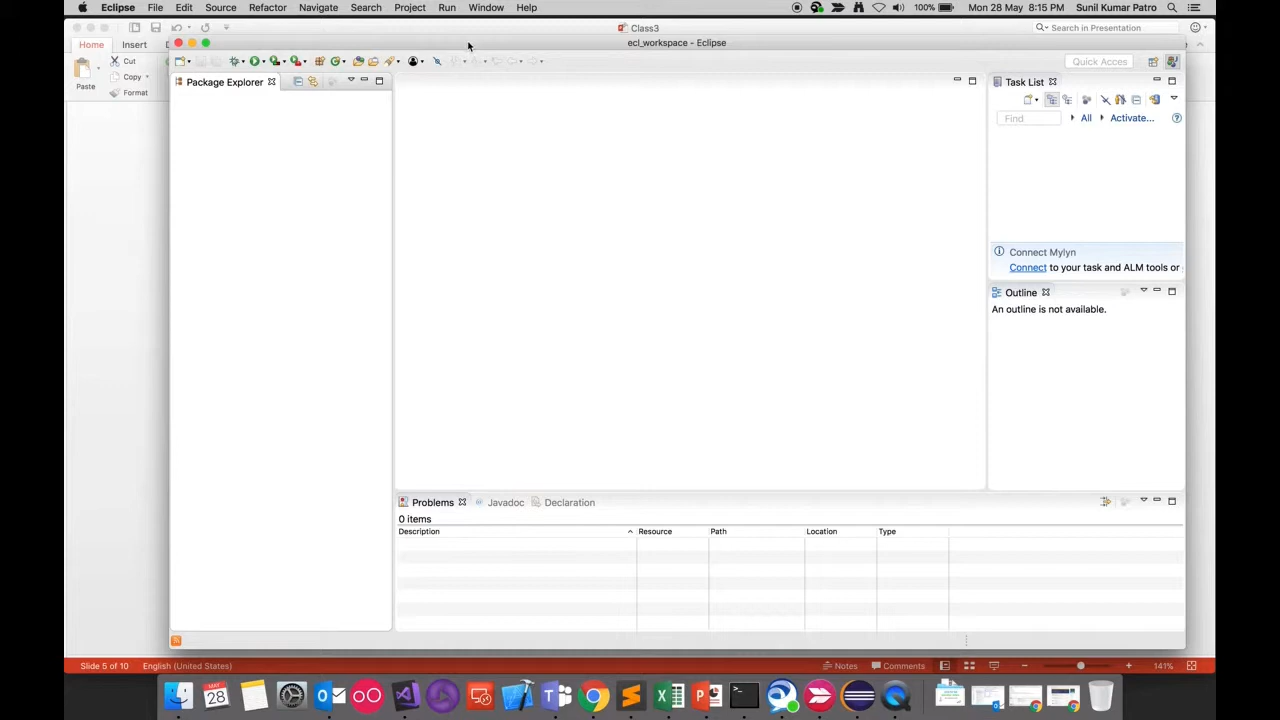 Eclipse File Edit Source Refactor Navigate Search Project Run Window Help 100% Mon 28 May 8:15 PM Sunil Kumar Patro
Class3 Search in Presentation
Home Insert
ecl_workspace - Eclipse
Cut
Copy
Paste
Format
Quick Acces
Package Explorer
Task List
Find All Activate...
Connect Mylyn
Connect to your task and ALM tools or
Outline
An outline is not available.
Problems Javadoc Declaration
0 items
Description Resource Path Location Type
Slide 5 of 10 English (United States) Notes Comments 141%
MAY
28